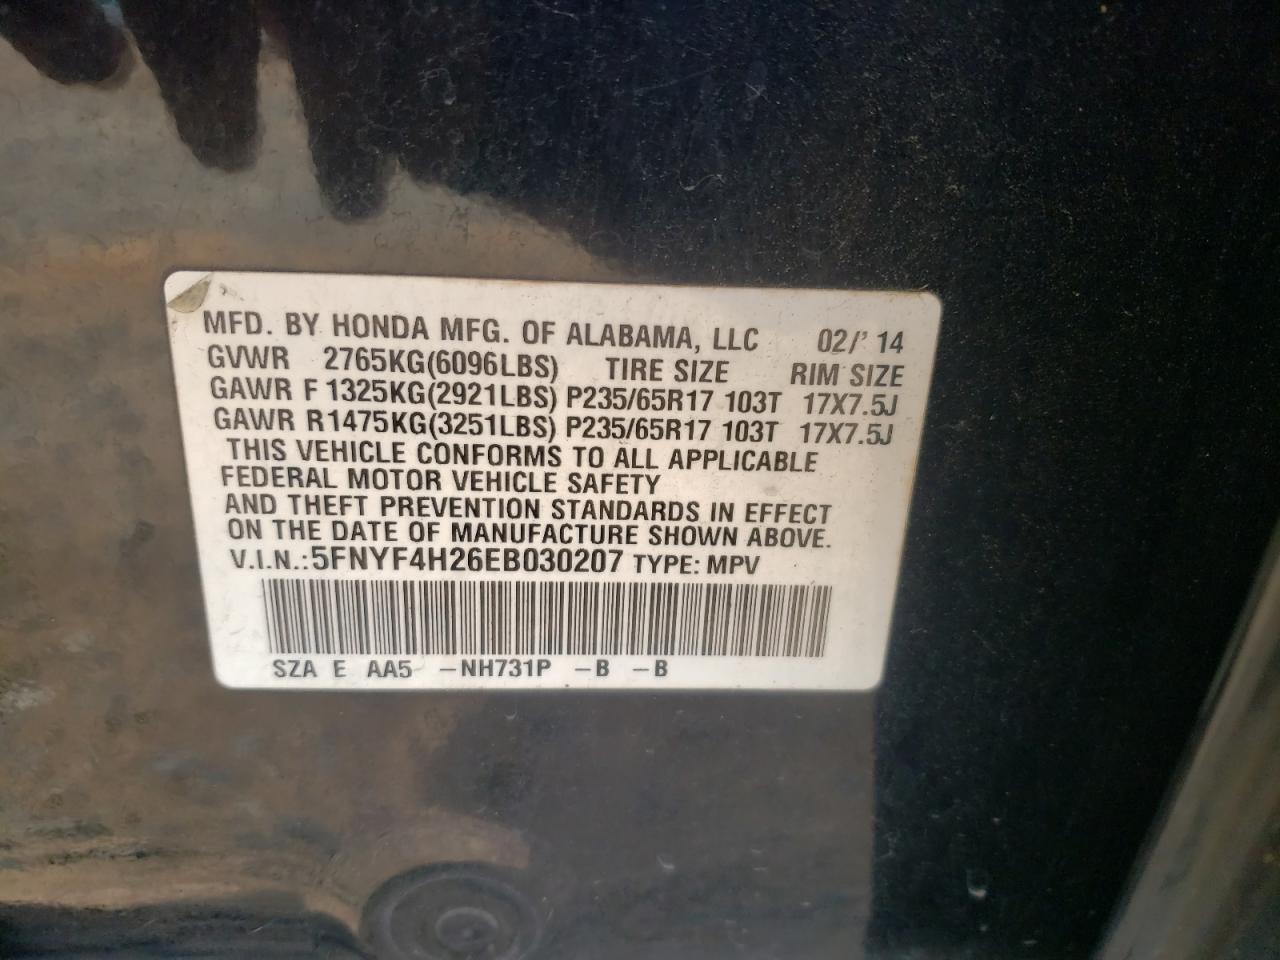 MFD. BY HONDA MFG. OF ALABAMA, LLC 02/' 14
GVWR 2765KG(6096LBS) TIRE SIZE RIM SIZE
GAWR F 1325KG(2921LBS) P235/65R17 103T 17X7.5J
GAWR R1475KG(3251LBS) P235/65R17 103T 17X7.5J
THIS VEHICLE CONFORMS TO ALL APPLICABLE
FEDERAL MOTOR VEHICLE SAFETY
AND THEFT PREVENTION STANDARDS IN EFFECT
ON THE DATE OF MANUFACTURE SHOWN ABOVE.
V.I.N.:5FNYF4H26EB030207 TYPE: MPV
SZA E AA5 -NH731P -B -B